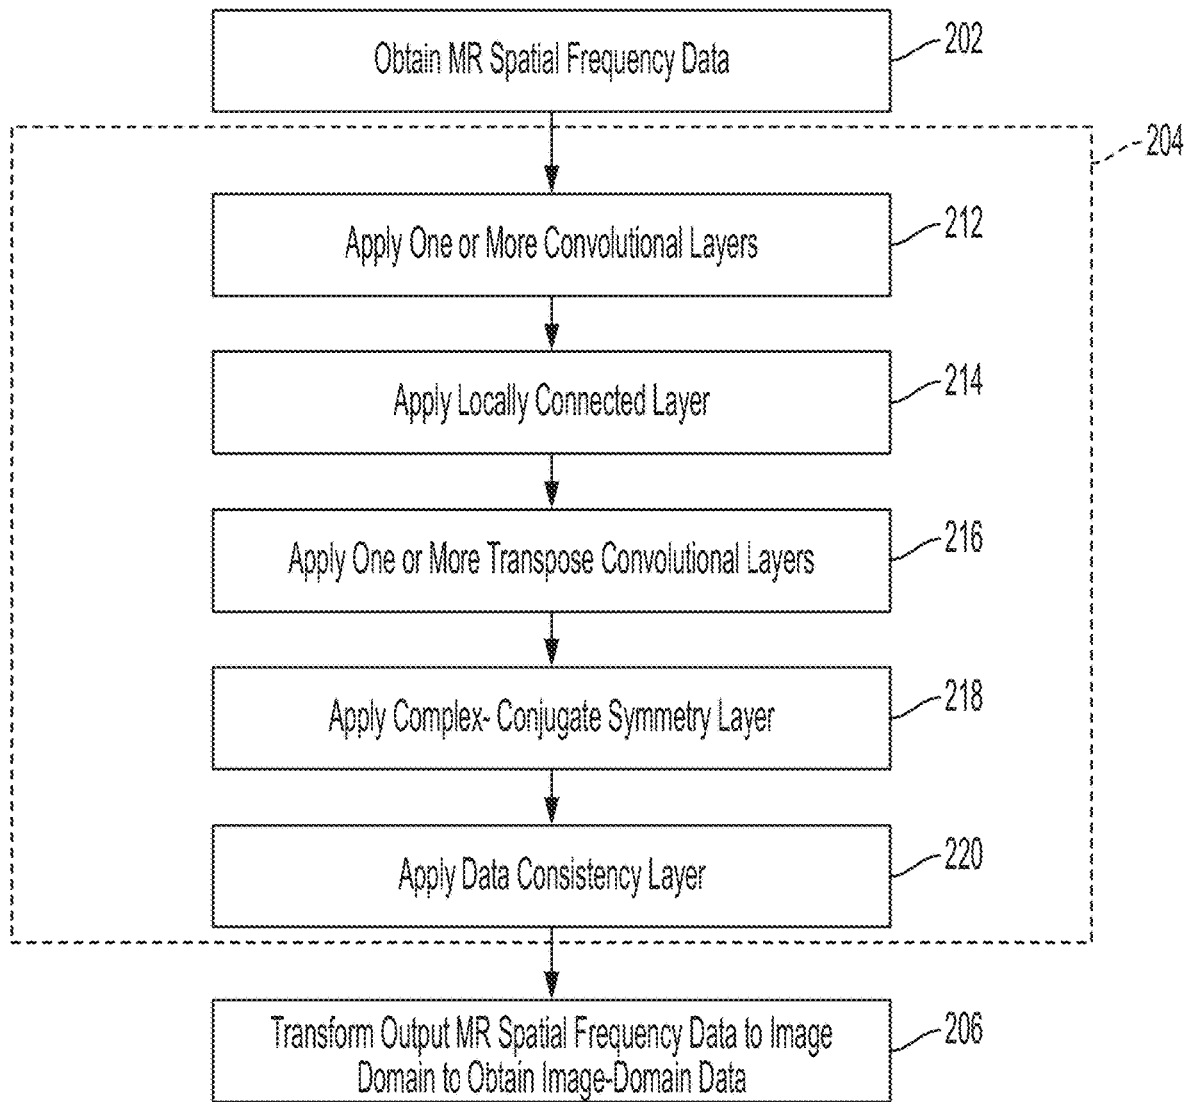 Obtain MR Spatial Frequency Data
202
204
Apply One or More Convolutional Layers
212
Apply Locally Connected Layer
214
Apply One or More Transpose Convolutional Layers
216
Apply Complex- Conjugate Symmetry Layer
218
Apply Data Consistency Layer
220
Transform Output MR Spatial Frequency Data to Image
Domain to Obtain Image-Domain Data
206